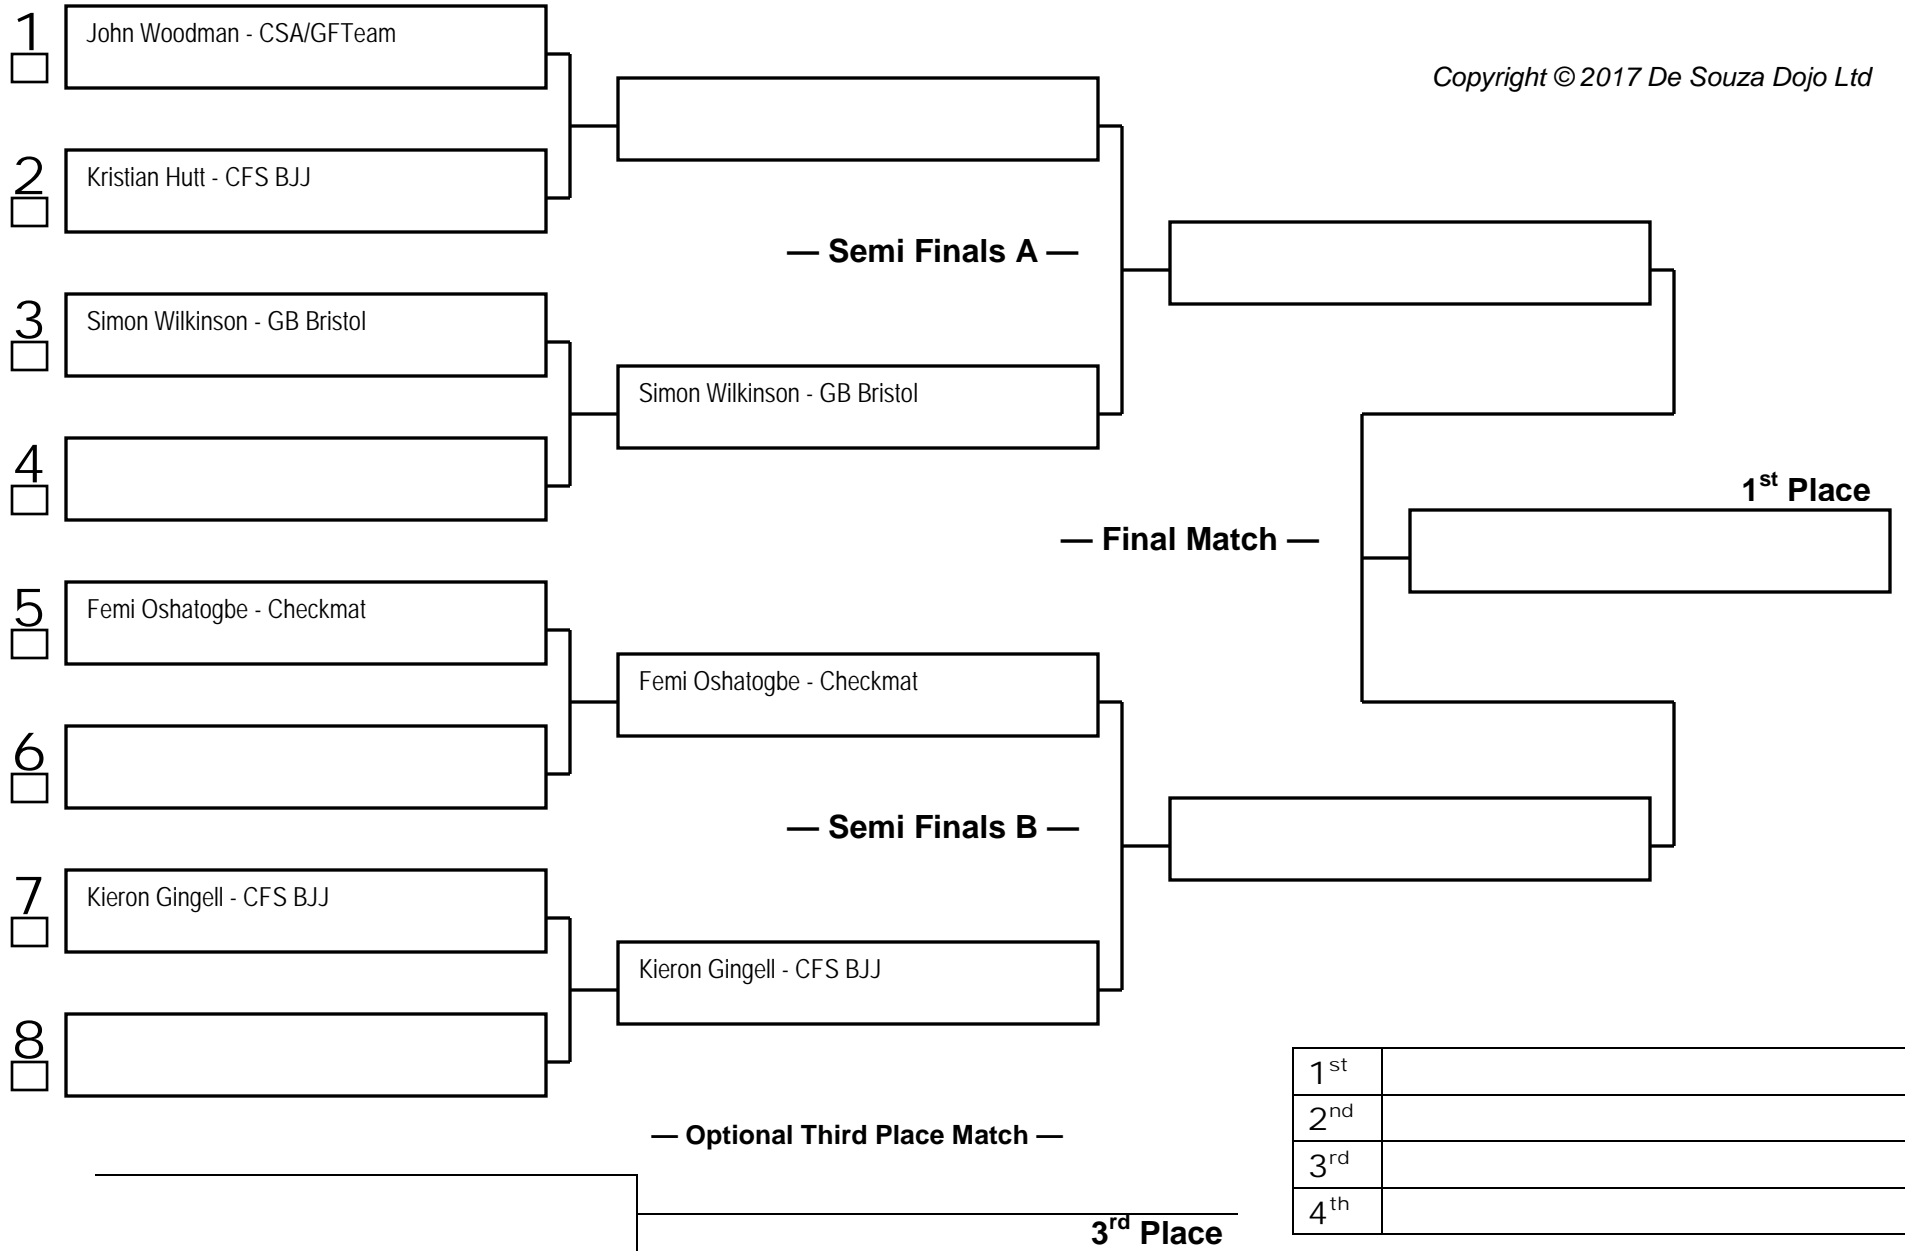 1
John Woodman - CSA/GFTeam
Copyright © 2017 De Souza Dojo Ltd
2
Kristian Hutt - CFS BJJ
— Semi Finals A —
3
Simon Wilkinson - GB Bristol
Simon Wilkinson - GB Bristol
4
1st Place
— Final Match —
5
Femi Oshatogbe - Checkmat
Femi Oshatogbe - Checkmat
6
— Semi Finals B —
7
Kieron Gingell - CFS BJJ
Kieron Gingell - CFS BJJ
8
1st
2nd
— Optional Third Place Match —
3rd
4th
3rd Place